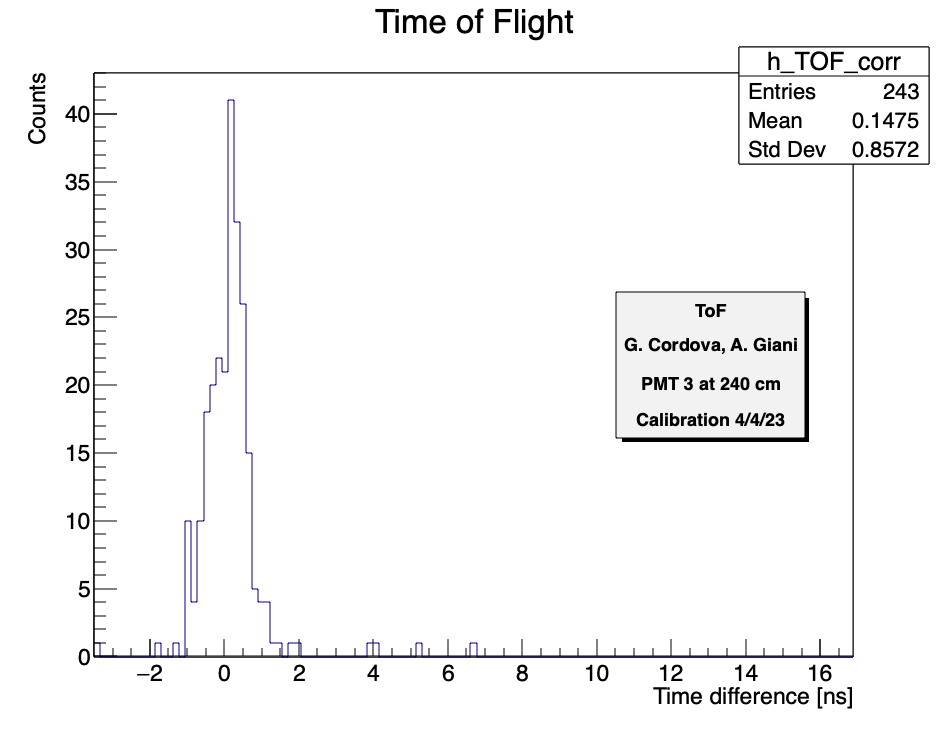 Time of Flight
h_TOF_corr
Entries 243
Mean 0.1475
Std Dev 0.8572
Counts
40
35
30
25
20
15
10
5
0
ToF
G. Cordova, A. Giani
PMT 3 at 240 cm
Calibration 4/4/23
−2 0 2 4 6 8 10 12 14 16
Time difference [ns]